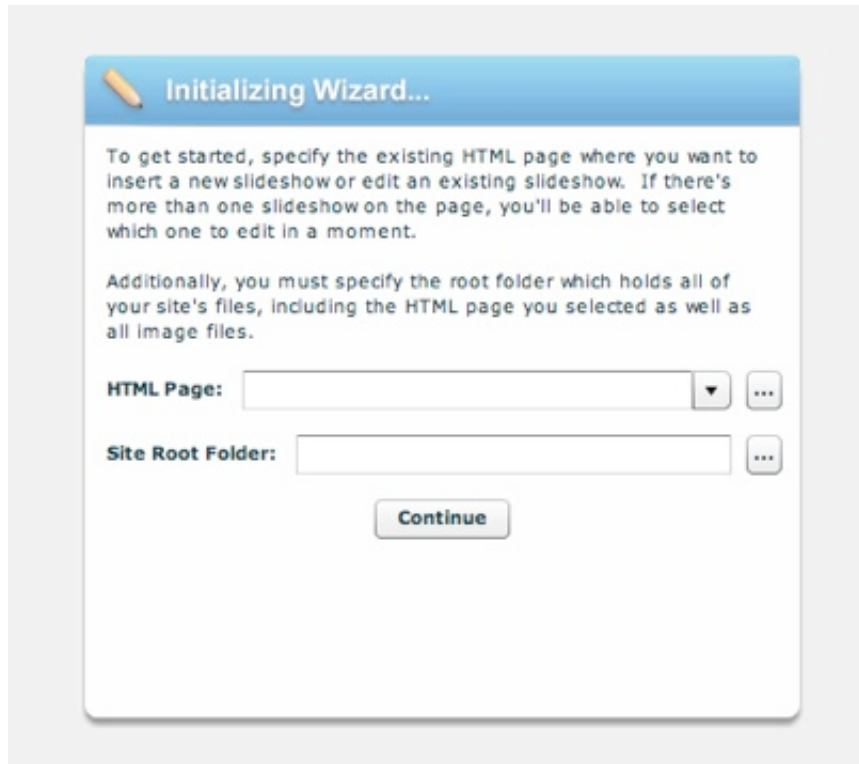 Initializing Wizard...
To get started, specify the existing HTML page where you want to
insert a new slideshow or edit an existing slideshow.  If there's
more than one slideshow on the page, you'll be able to select
which one to edit in a moment.
Additionally, you must specify the root folder which holds all of
your site's files, including the HTML page you selected as well as
all image files.
HTML Page:
...
Site Root Folder:
...
Continue